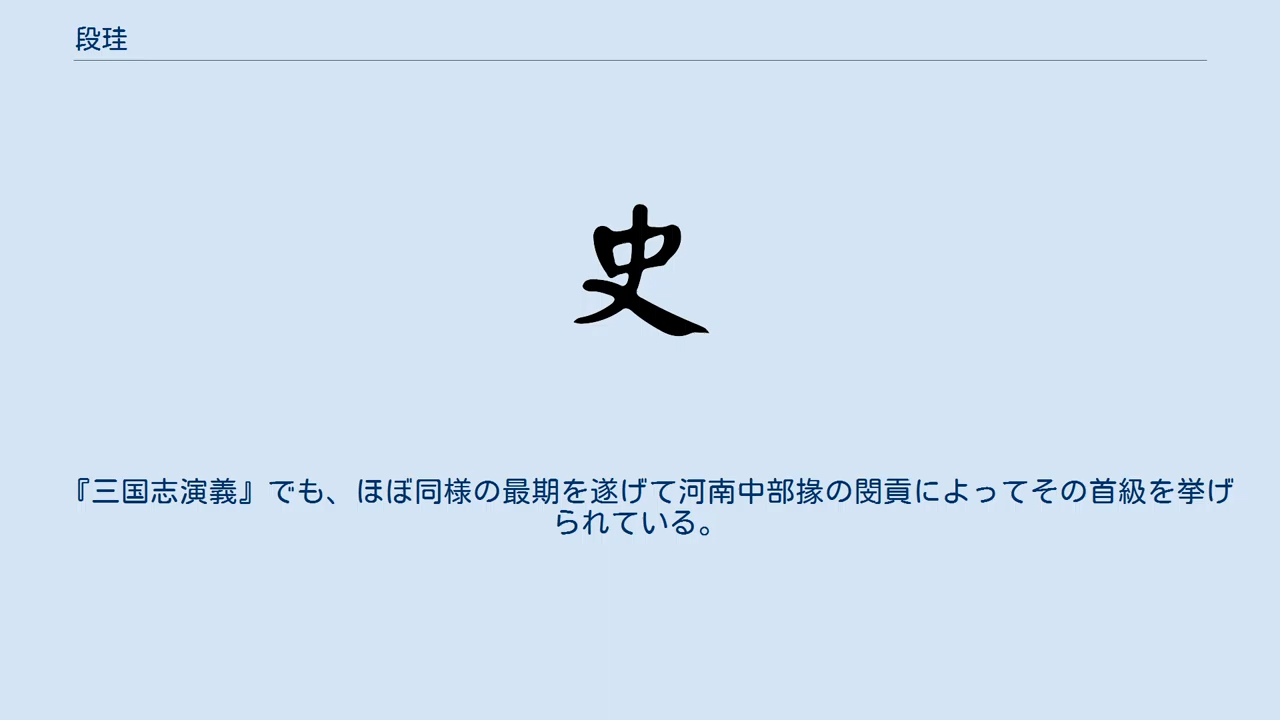 段珪
史
『三国志演義』でも、ほぼ同様の最期を遂げて河南中部掾の閔貢によってその首級を挙げ
られている。